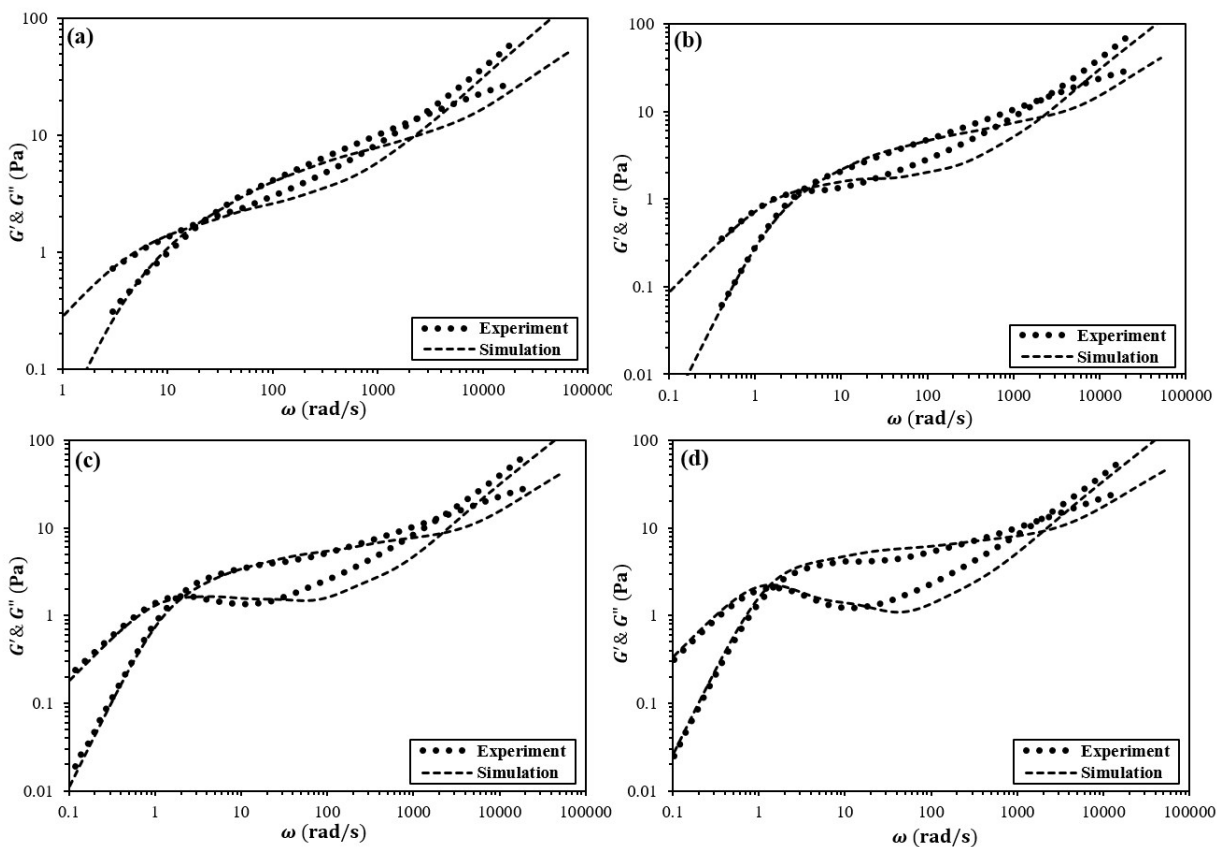 (a)
100
10
1
0.1
G′& G″ (Pa)
1 10 100 1000 10000 100000
ω (rad/s)
Experiment
Simulation
(b)
100
10
1
0.1
0.01
G′& G″ (Pa)
0.1 1 10 100 1000 10000 100000
ω (rad/s)
Experiment
Simulation
(c)
100
10
1
0.1
0.01
G′& G″ (Pa)
0.1 1 10 100 1000 10000 100000
ω (rad/s)
Experiment
Simulation
(d)
100
10
1
0.1
0.01
G′& G″ (Pa)
0.1 1 10 100 1000 10000 100000
ω (rad/s)
Experiment
Simulation